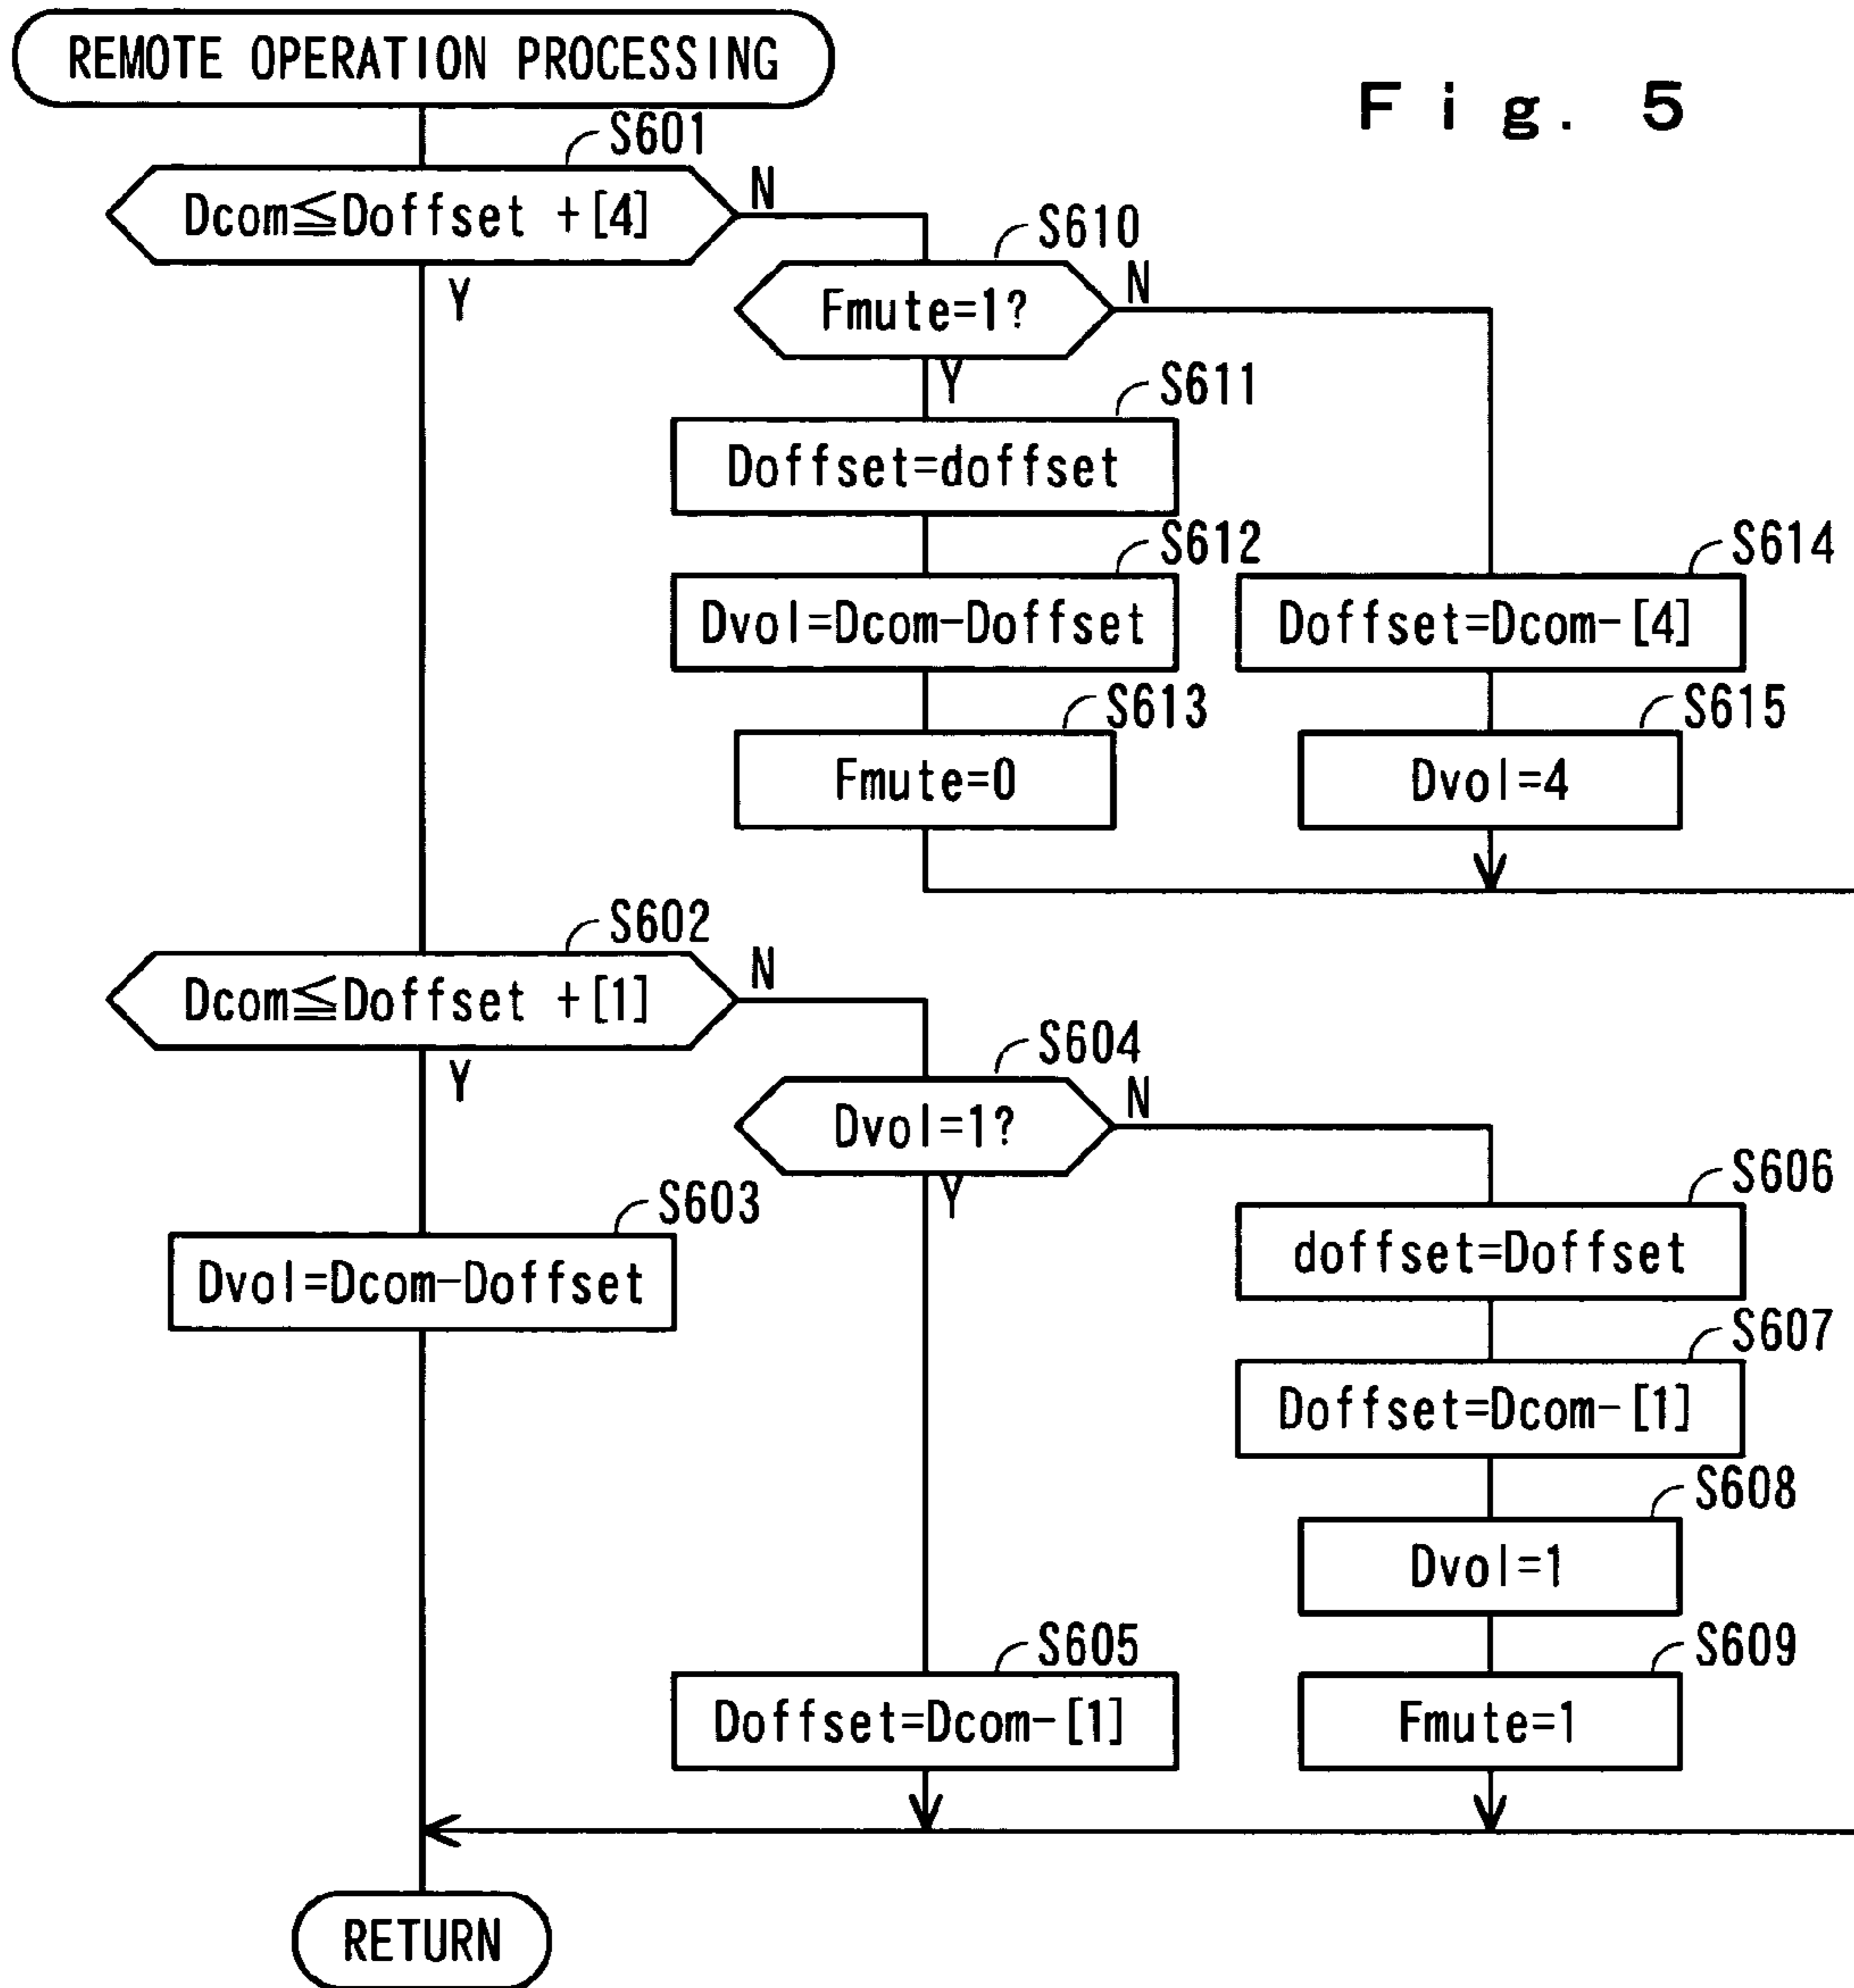 REMOTE OPERATION PROCESSING
Fig. 5
S601
Dcom≦Doffset +[4]
N
Y
S610
Fmute=1?
N
Y
S611
Doffset=doffset
S612
Dvol=Dcom-Doffset
S613
Fmute=0
S614
Doffset=Dcom-[4]
S615
Dvol=4
S602
Dcom≦Doffset +[1]
N
Y
S603
Dvol=Dcom-Doffset
S604
Dvol=1?
N
Y
S605
Doffset=Dcom-[1]
S606
doffset=Doffset
S607
Doffset=Dcom-[1]
S608
Dvol=1
S609
Fmute=1
RETURN